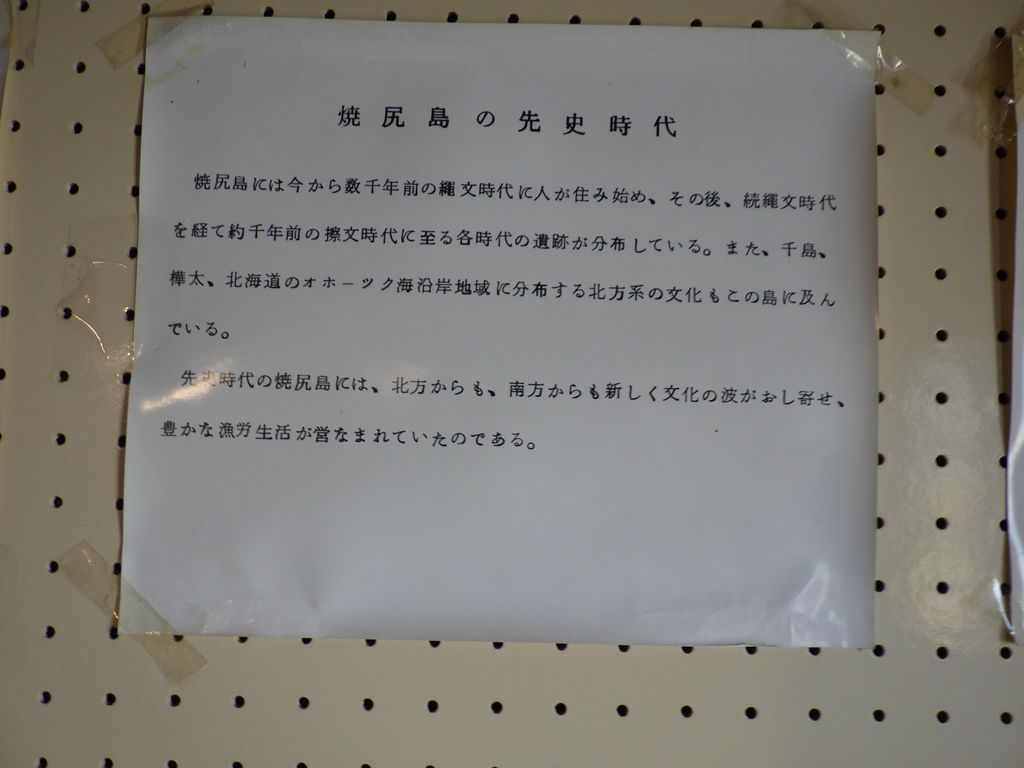 焼尻島の先史時代
焼尻島には今から数千年前の縄文時代に人が住み始め、その後、続縄文時代
を経て約千年前の擦文時代に至る各時代の遺跡が分布している。また、千島、
樺太、北海道のオホーツク海沿岸地域に分布する北方系の文化もこの島に及ん
でいる。
先史時代の焼尻島には、北方からも、南方からも新しく文化の波がおし寄せ、
豊かな漁労生活が営なまれていたのである。